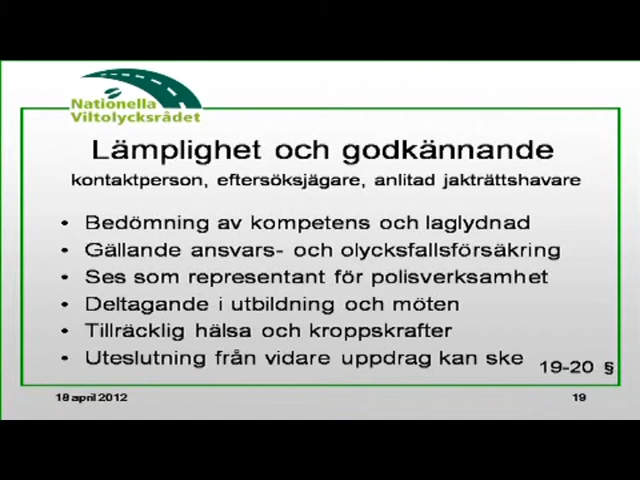 Nationella
Viltolycksrådet
Lämplighet och godkännande
kontaktperson, eftersöksjägare, anlitad jakträttshavare
• Bedömning av kompetens och laglydnad
• Gällande ansvars- och olycksfallsförsäkring
• Ses som representant för polisverksamhet
• Deltagande i utbildning och möten
• Tillräcklig hälsa och kroppskrafter
• Uteslutning från vidare uppdrag kan ske
19-20 §
18 april 2012
19